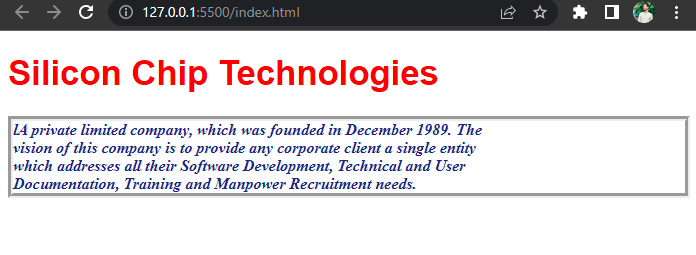 127.0.0.1:5500/index.html
Silicon Chip Technologies
lA private limited company, which was founded in December 1989. The
vision of this company is to provide any corporate client a single entity
which addresses all their Software Development, Technical and User
Documentation, Training and Manpower Recruitment needs.